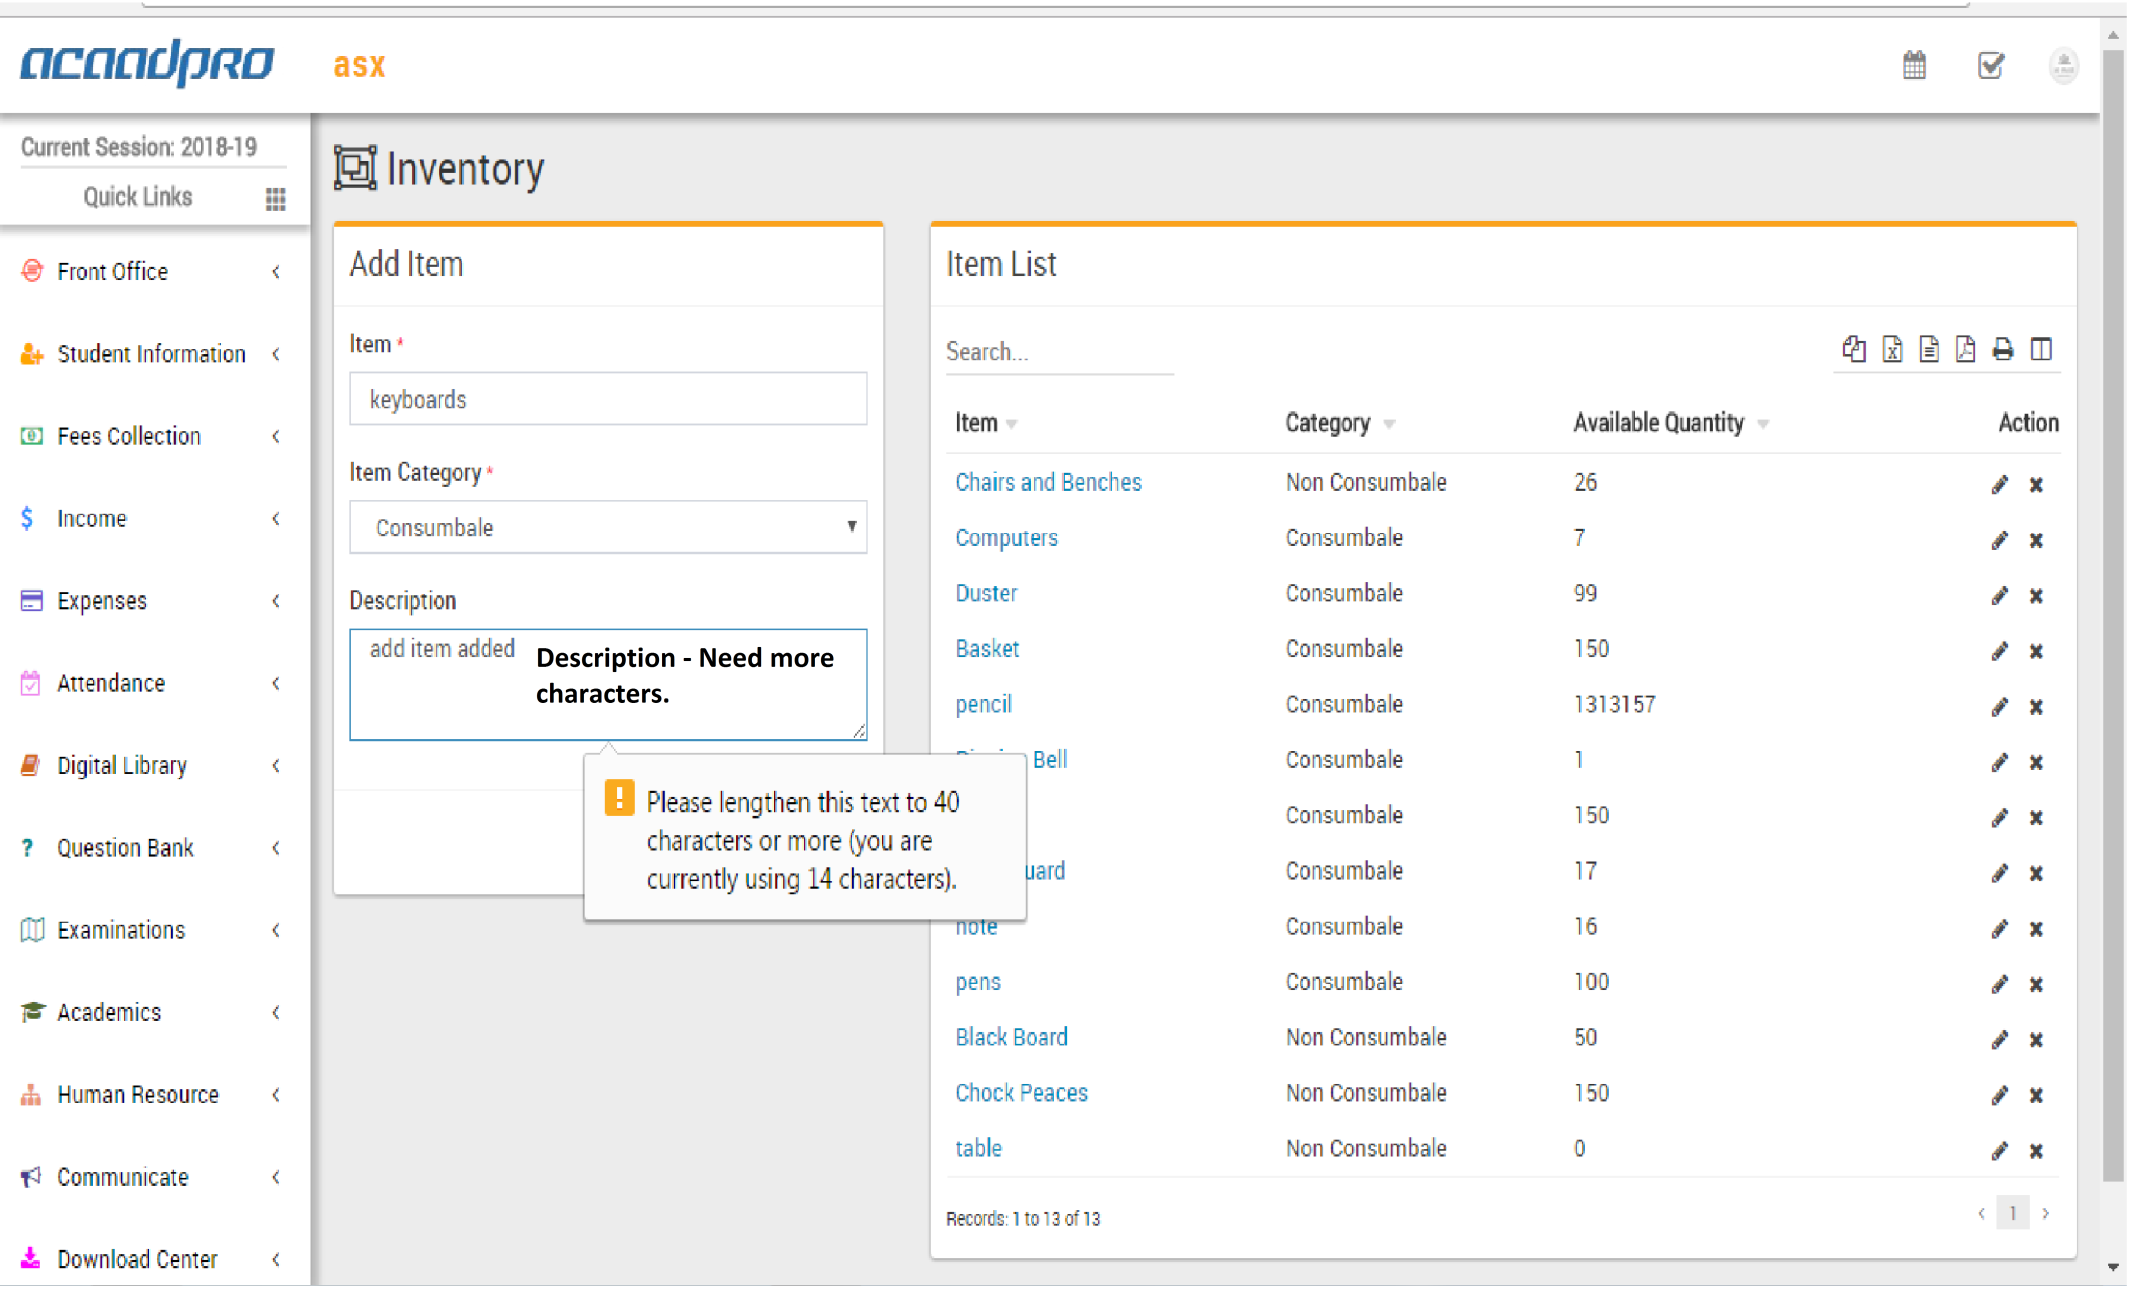 acaadpro
asx
Current Session: 2018-19
Quick Links
Front Office
Student Information
Fees Collection
Income
Expenses
Attendance
Digital Library
Question Bank
Examinations
Academics
Human Resource
Communicate
Download Center
Inventory
Add Item
Item *
keyboards
Item Category *
Consumbale
Description
add item added
Description - Need more
characters.
Please lengthen this text to 40
characters or more (you are
currently using 14 characters).
Item List
Search...
Item Category Available Quantity Action
Chairs and Benches Non Consumbale 26
Computers Consumbale 7
Duster Consumbale 99
Basket Consumbale 150
pencil Consumbale 1313157
Bell Consumbale 1
Consumbale 150
Consumbale 17
note Consumbale 16
pens Consumbale 100
Black Board Non Consumbale 50
Chock Peaces Non Consumbale 150
table Non Consumbale 0
Records: 1 to 13 of 13
1